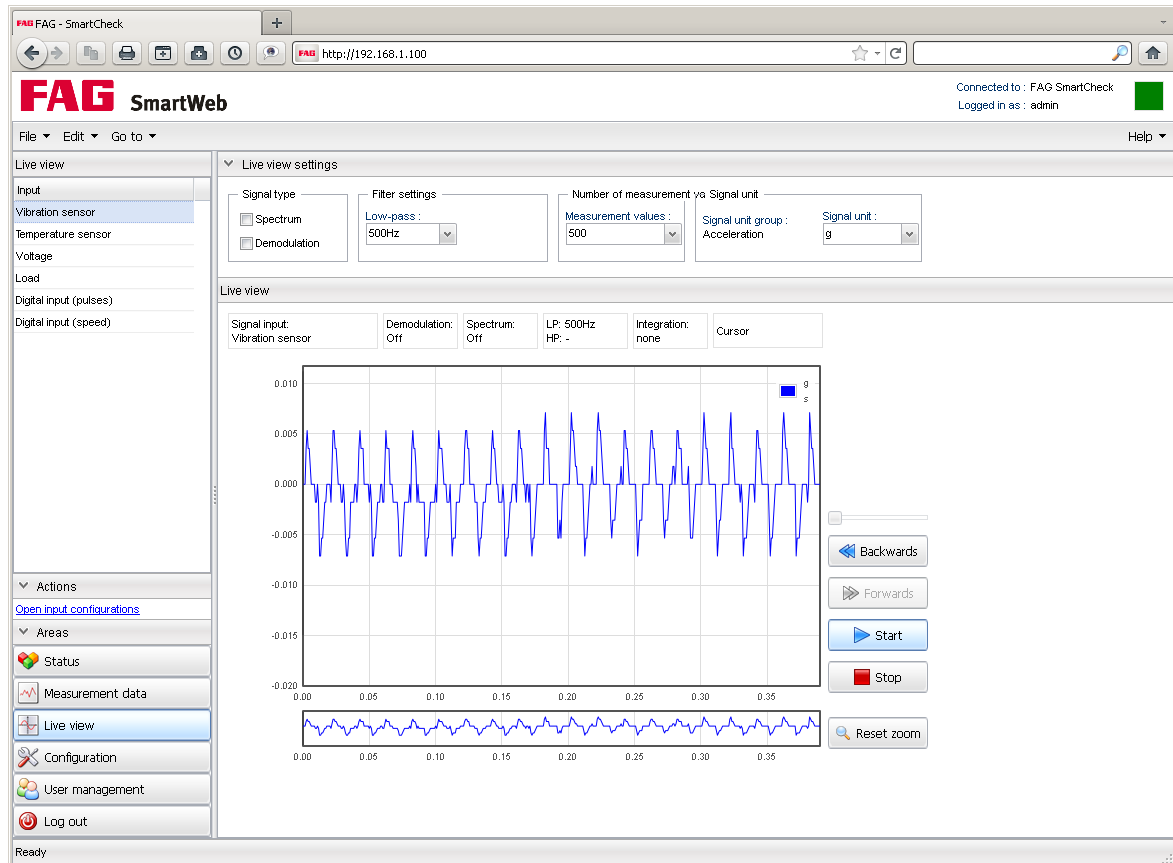 FAG FAG - SmartCheck
FAG http://192.168.1.100
FAG SmartWeb
Connected to : FAG SmartCheck
Logged in as : admin
File Edit Go to Help
Live view
Input
Vibration sensor
Temperature sensor
Voltage
Load
Digital input (pulses)
Digital input (speed)
Actions
Open input configurations
Areas
Status
Measurement data
Live view
Configuration
User management
Log out
Live view settings
Signal type
Spectrum
Demodulation
Filter settings
Low-pass :
500Hz
Number of measurement va
Measurement values :
500
Signal unit
Signal unit group :
Acceleration
Signal unit :
g
Live view
Signal input:
Vibration sensor
Demodulation:
Off
Spectrum:
Off
LP: 500Hz
HP: -
Integration:
none
Cursor
g
s
0.010
0.005
0.000
-0.005
-0.010
-0.015
-0.020
0.00 0.05 0.10 0.15 0.20 0.25 0.30 0.35
0.00 0.05 0.10 0.15 0.20 0.25 0.30 0.35
Backwards
Forwards
Start
Stop
Reset zoom
Ready